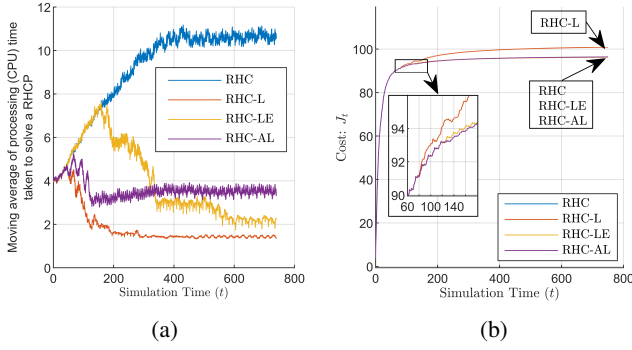 Moving average of processing (CPU) time
taken to solve a RHCP
12
10
8
6
4
2
0
0 200 400 600 800
Simulation Time (t)
RHC
RHC-L
RHC-LE
RHC-AL
(a)
Cost: J_t
100
80
60
40
20
0
0 200 400 600 800
Simulation Time (t)
RHC-L
RHC
RHC-LE
RHC-AL
94
92
90
60 80 100 120 140
RHC
RHC-L
RHC-LE
RHC-AL
(b)